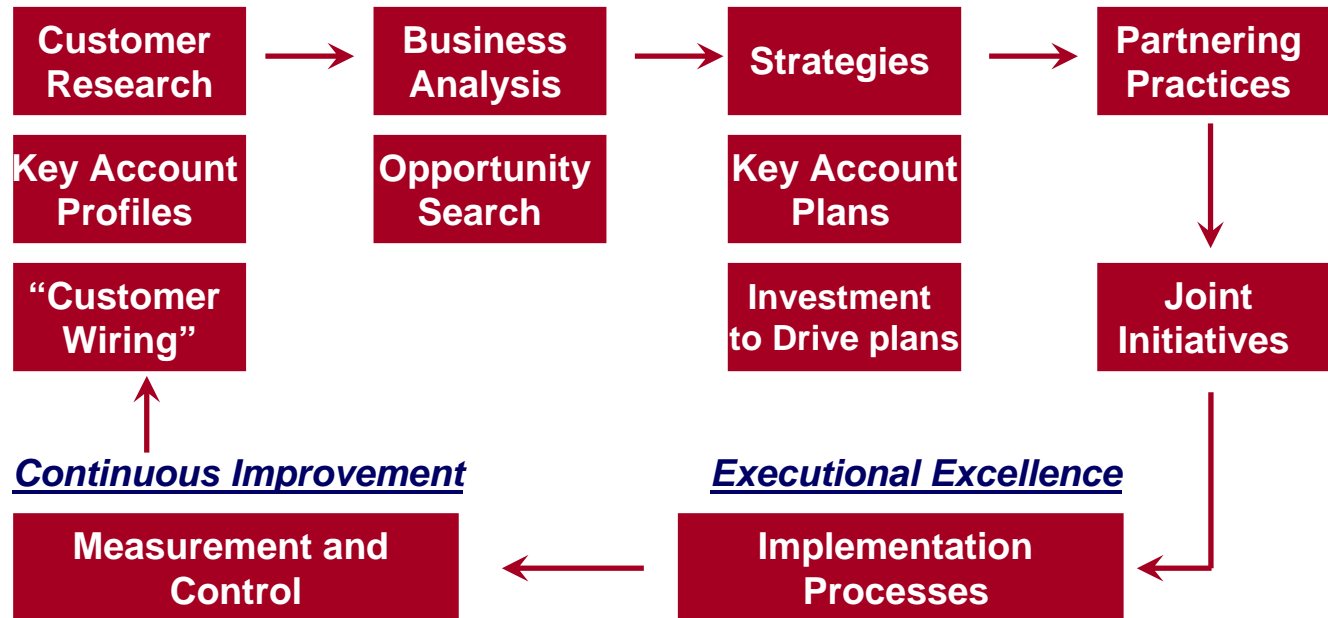 Customer
Research
Business
Analysis
Strategies
Partnering
Practices
Key Account
Profiles
Opportunity
Search
Key Account
Plans
“Customer
Wiring”
Investment
to Drive plans
Joint
Initiatives
Continuous Improvement
Executional Excellence
Measurement and
Control
Implementation
Processes